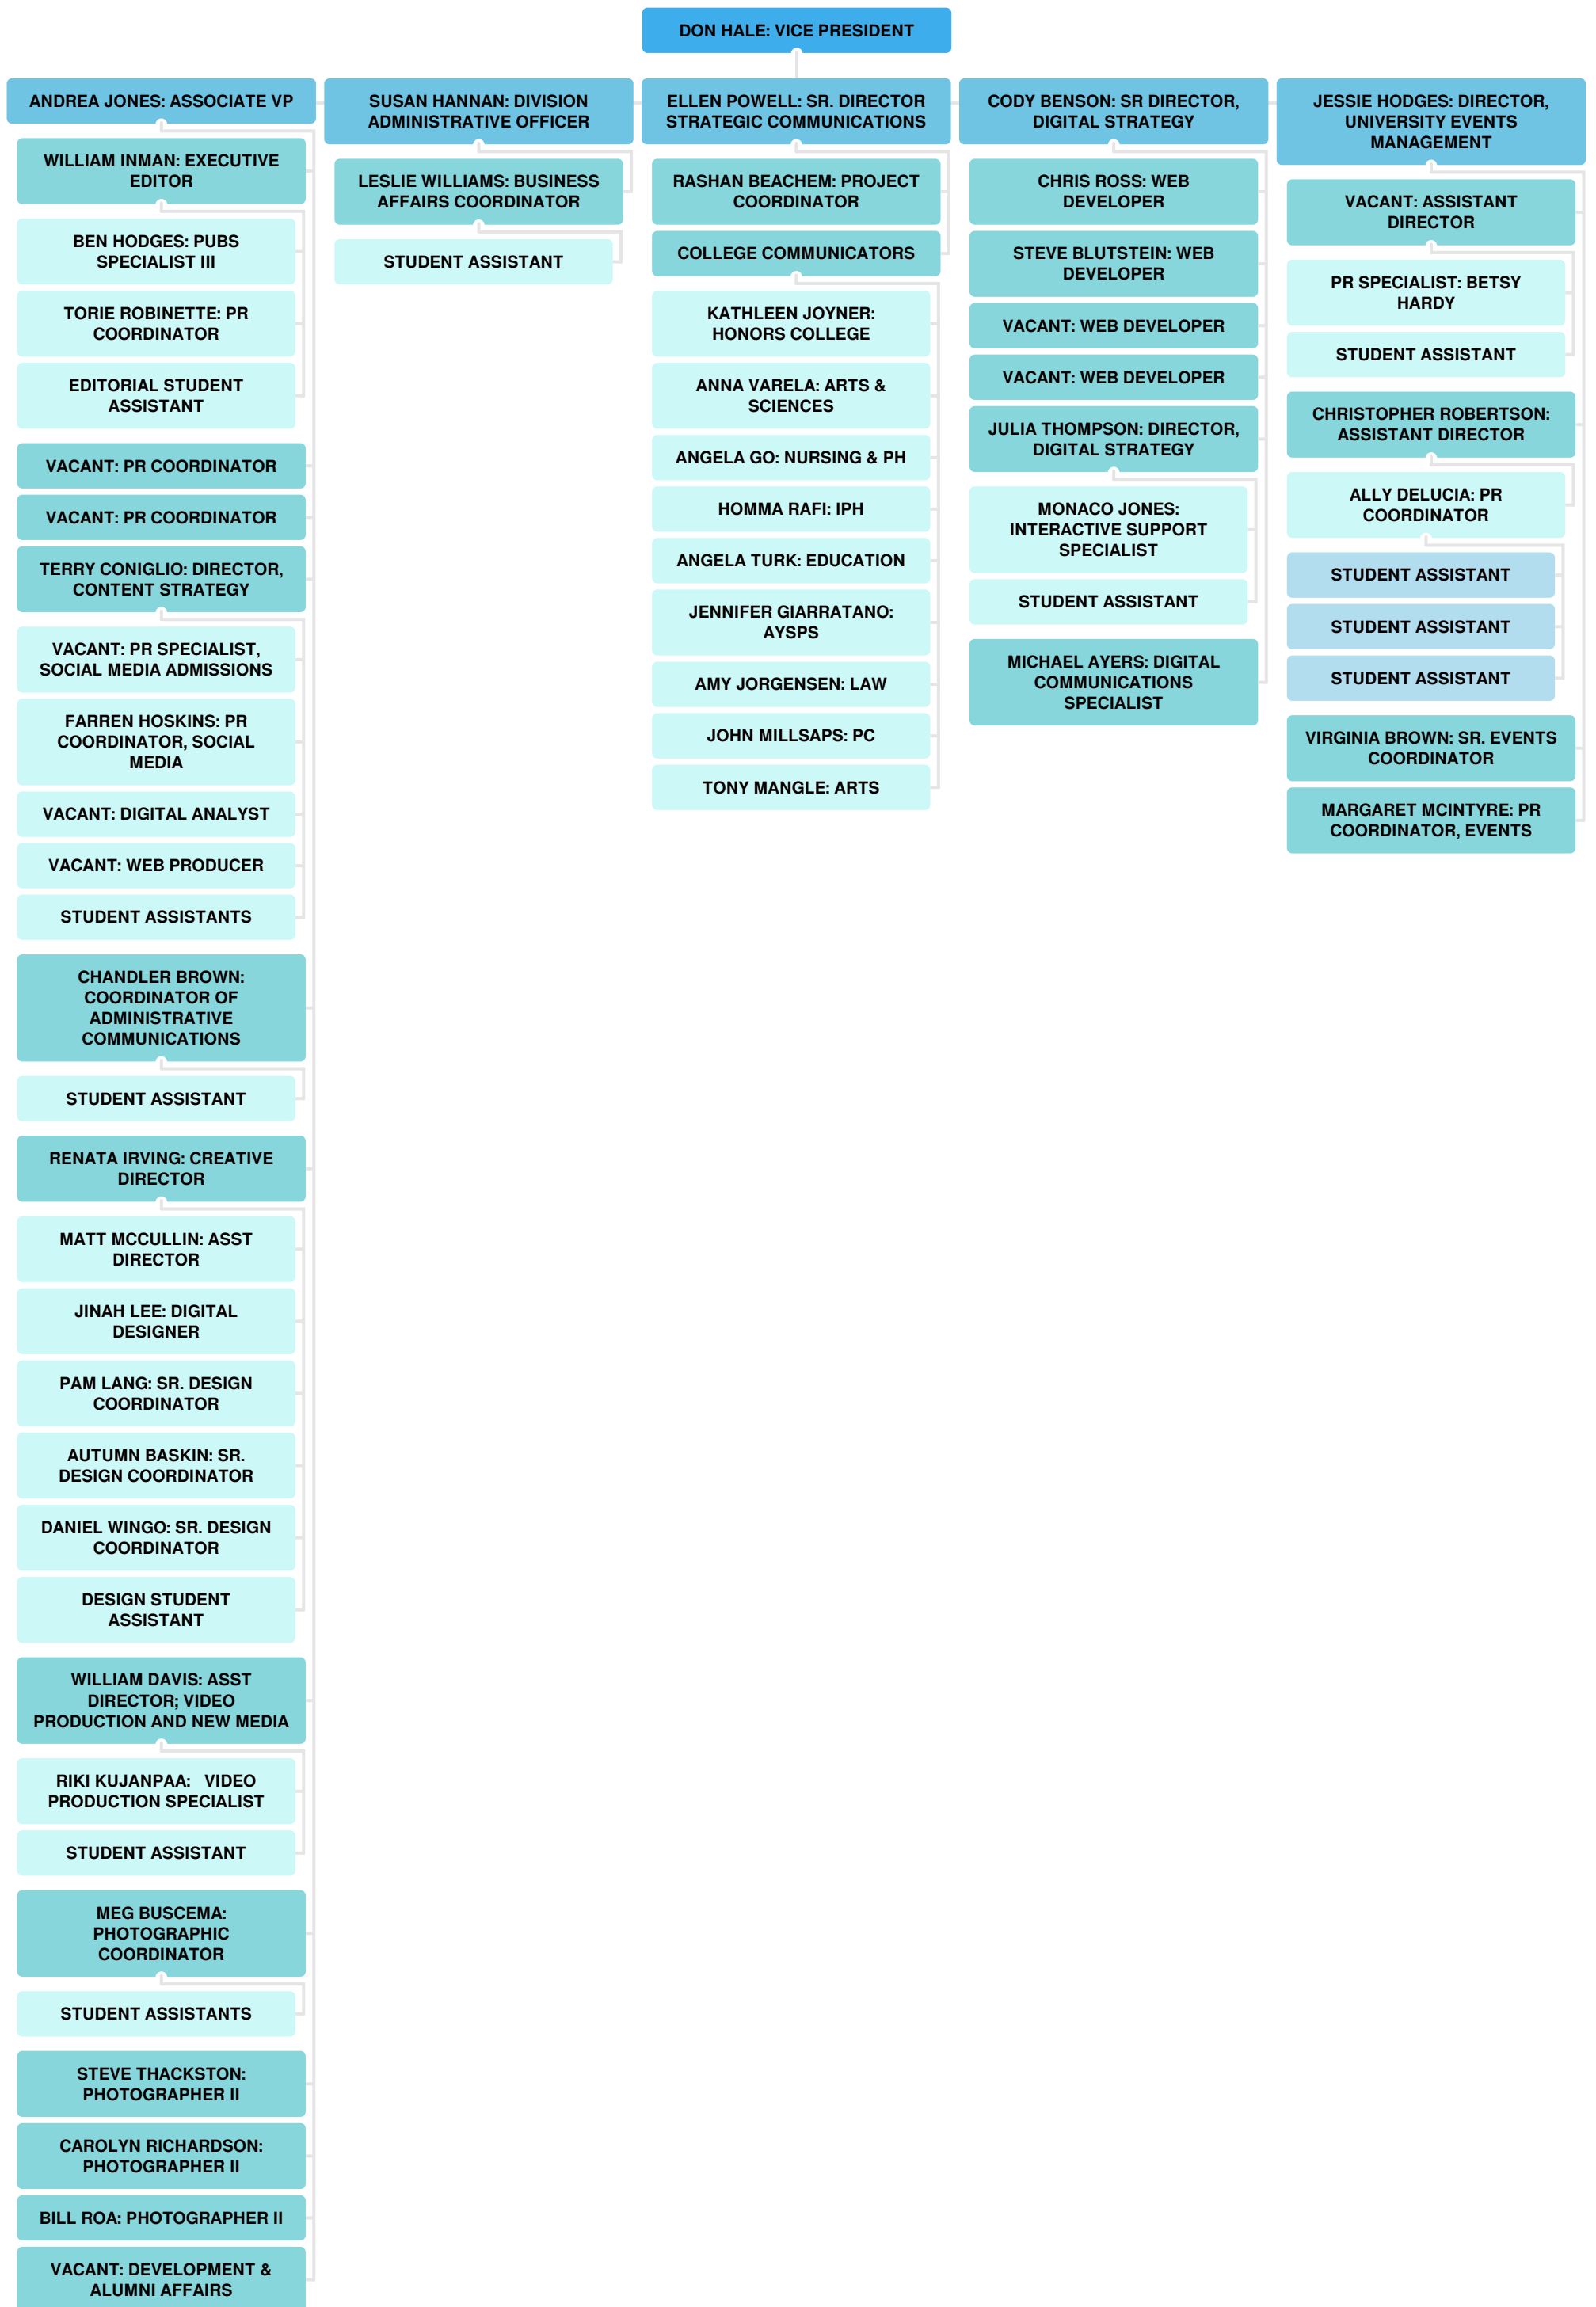 DON HALE: VICE PRESIDENT
ANDREA JONES: ASSOCIATE VP
WILLIAM INMAN: EXECUTIVE
EDITOR
BEN HODGES: PUBS
SPECIALIST III
TORIE ROBINETTE: PR
COORDINATOR
EDITORIAL STUDENT
ASSISTANT
VACANT: PR COORDINATOR
VACANT: PR COORDINATOR
TERRY CONIGLIO: DIRECTOR,
CONTENT STRATEGY
VACANT: PR SPECIALIST,
SOCIAL MEDIA ADMISSIONS
FARREN HOSKINS: PR
COORDINATOR, SOCIAL
MEDIA
VACANT: DIGITAL ANALYST
VACANT: WEB PRODUCER
STUDENT ASSISTANTS
CHANDLER BROWN:
COORDINATOR OF
ADMINISTRATIVE
COMMUNICATIONS
STUDENT ASSISTANT
RENATA IRVING: CREATIVE
DIRECTOR
MATT MCCULLIN: ASST
DIRECTOR
JINAH LEE: DIGITAL
DESIGNER
PAM LANG: SR. DESIGN
COORDINATOR
AUTUMN BASKIN: SR.
DESIGN COORDINATOR
DANIEL WINGO: SR. DESIGN
COORDINATOR
DESIGN STUDENT
ASSISTANT
WILLIAM DAVIS: ASST
DIRECTOR; VIDEO
PRODUCTION AND NEW MEDIA
RIKI KUJANPAA:   VIDEO
PRODUCTION SPECIALIST
STUDENT ASSISTANT
MEG BUSCEMA:
PHOTOGRAPHIC
COORDINATOR
STUDENT ASSISTANTS
STEVE THACKSTON:
PHOTOGRAPHER II
CAROLYN RICHARDSON:
PHOTOGRAPHER II
BILL ROA: PHOTOGRAPHER II
VACANT: DEVELOPMENT &
ALUMNI AFFAIRS
SUSAN HANNAN: DIVISION
ADMINISTRATIVE OFFICER
LESLIE WILLIAMS: BUSINESS
AFFAIRS COORDINATOR
STUDENT ASSISTANT
ELLEN POWELL: SR. DIRECTOR
STRATEGIC COMMUNICATIONS
RASHAN BEACHEM: PROJECT
COORDINATOR
COLLEGE COMMUNICATORS
KATHLEEN JOYNER:
HONORS COLLEGE
ANNA VARELA: ARTS &
SCIENCES
ANGELA GO: NURSING & PH
HOMMA RAFI: IPH
ANGELA TURK: EDUCATION
JENNIFER GIARRATANO:
AYSPS
AMY JORGENSEN: LAW
JOHN MILLSAPS: PC
TONY MANGLE: ARTS
CODY BENSON: SR DIRECTOR,
DIGITAL STRATEGY
CHRIS ROSS: WEB
DEVELOPER
STEVE BLUTSTEIN: WEB
DEVELOPER
VACANT: WEB DEVELOPER
VACANT: WEB DEVELOPER
JULIA THOMPSON: DIRECTOR,
DIGITAL STRATEGY
MONACO JONES:
INTERACTIVE SUPPORT
SPECIALIST
STUDENT ASSISTANT
MICHAEL AYERS: DIGITAL
COMMUNICATIONS
SPECIALIST
JESSIE HODGES: DIRECTOR,
UNIVERSITY EVENTS
MANAGEMENT
VACANT: ASSISTANT
DIRECTOR
PR SPECIALIST: BETSY
HARDY
STUDENT ASSISTANT
CHRISTOPHER ROBERTSON:
ASSISTANT DIRECTOR
ALLY DELUCIA: PR
COORDINATOR
STUDENT ASSISTANT
STUDENT ASSISTANT
STUDENT ASSISTANT
VIRGINIA BROWN: SR. EVENTS
COORDINATOR
MARGARET MCINTYRE: PR
COORDINATOR, EVENTS